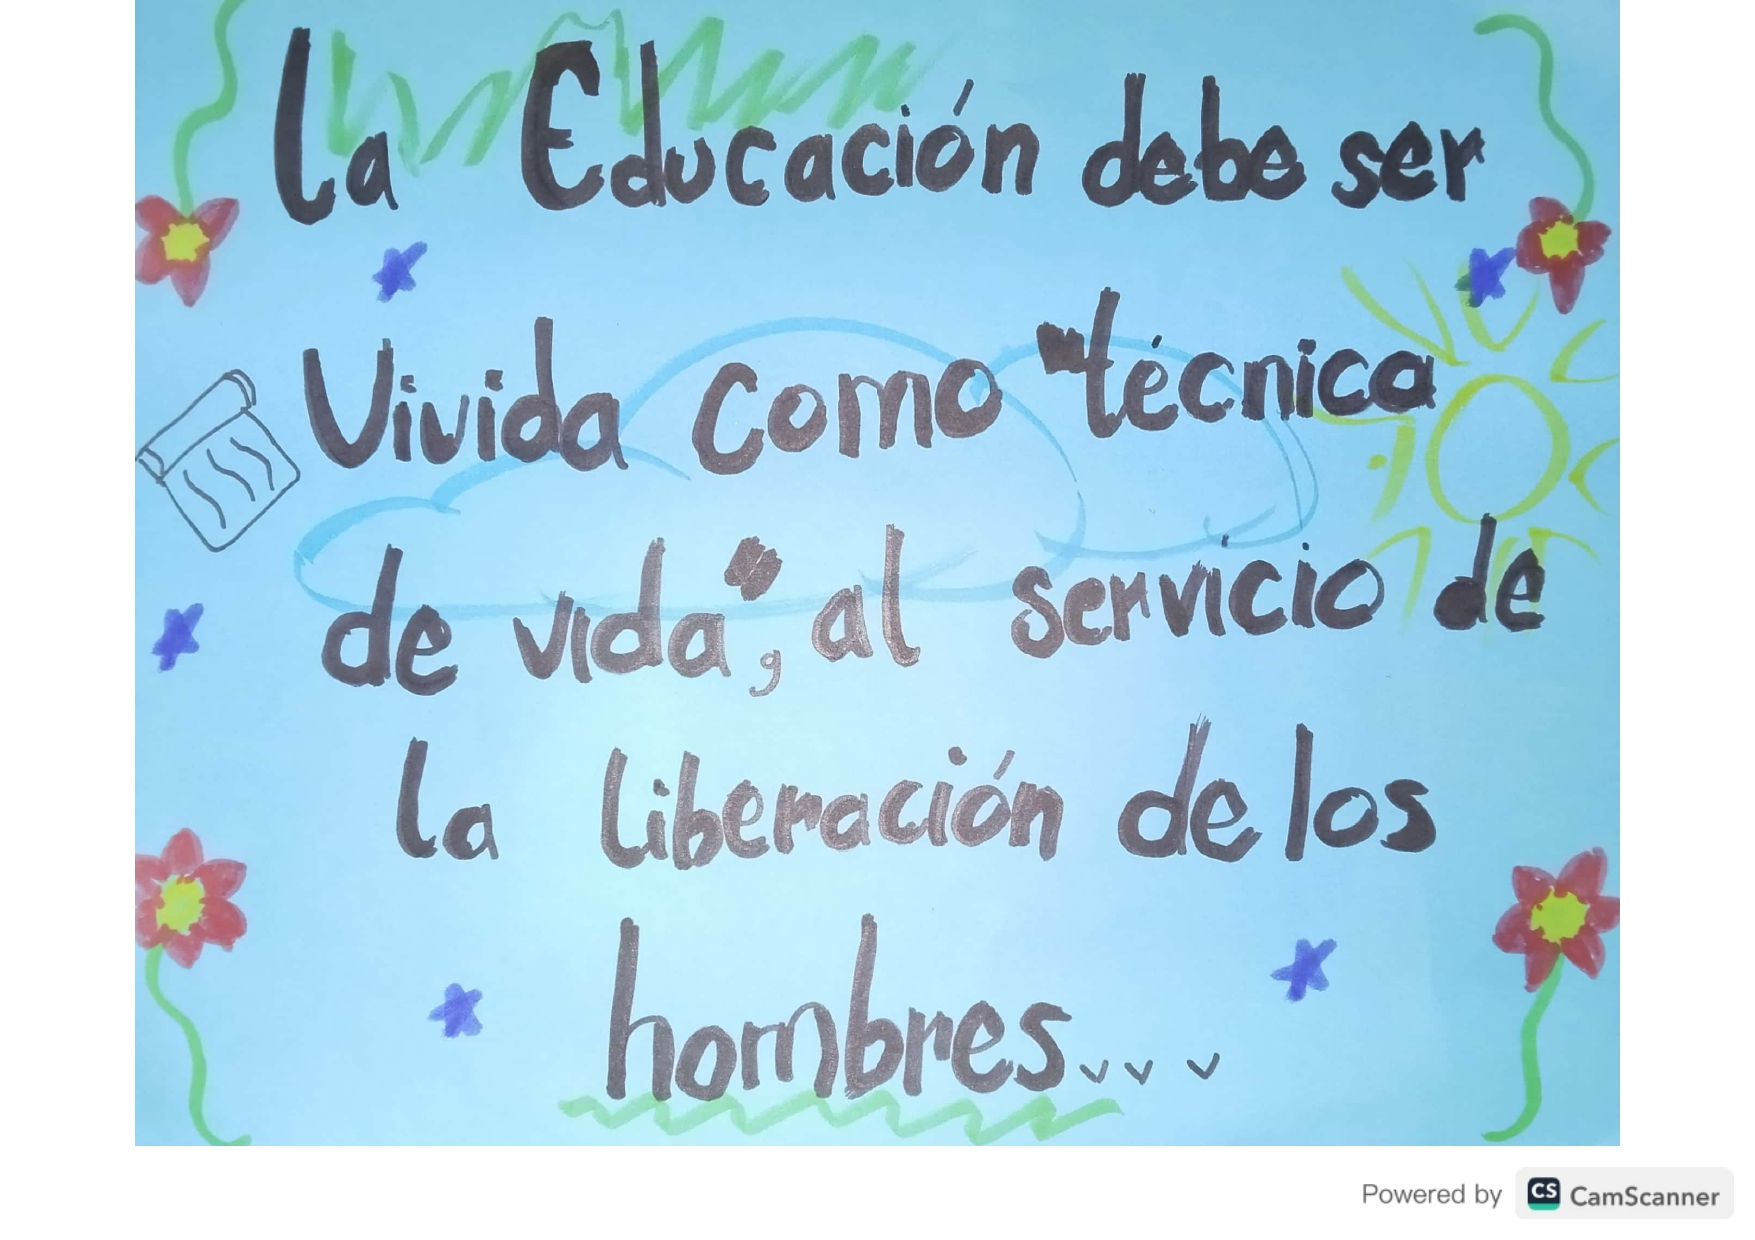 La Educación debe ser
Vivida como "técnica
de vida", al servicio de
la liberación de los
hombres...
Powered by CS CamScanner